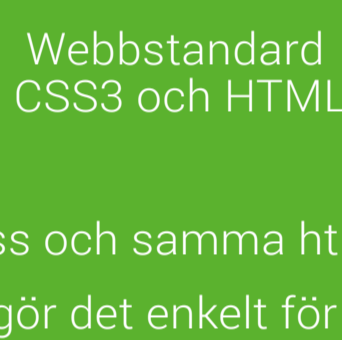 Webbstandard
CSS3 och HTML
ss och samma ht
gör det enkelt för